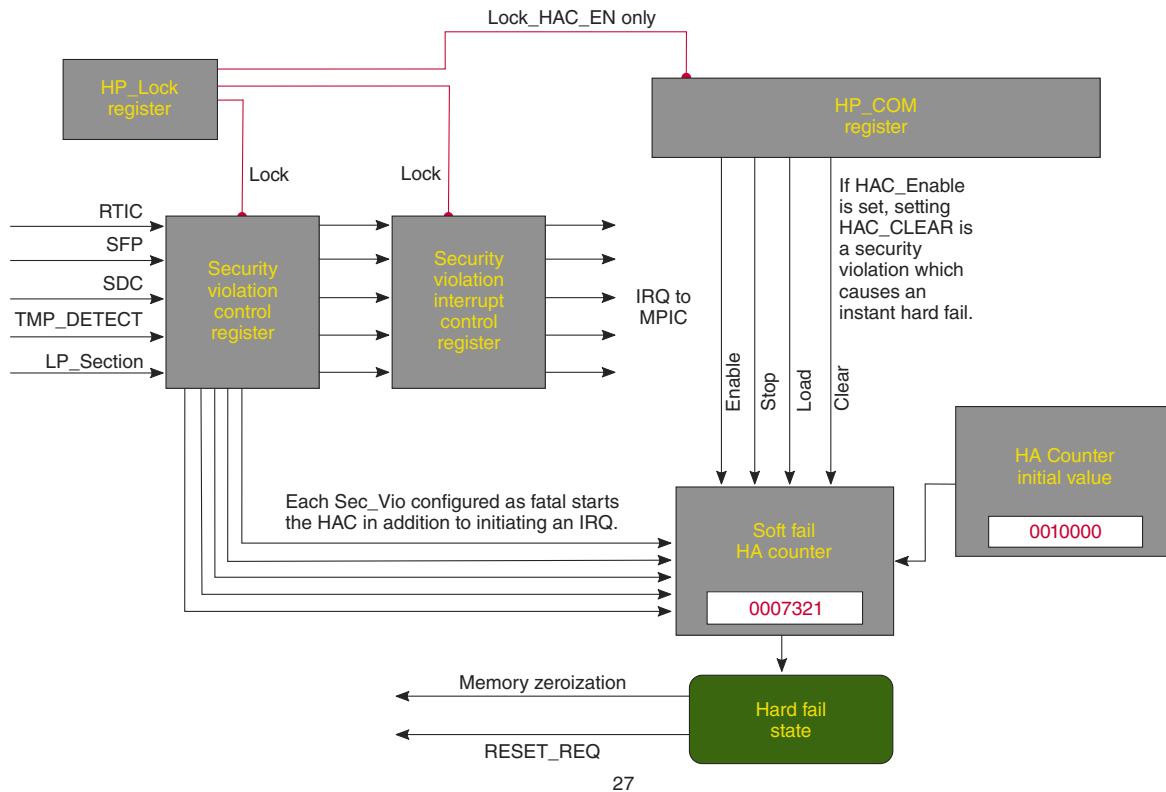 Lock_HAC_EN only
HP_Lock
register
HP_COM
register
Lock
Lock
RTIC
SFP
SDC
TMP_DETECT
LP_Section
Security
violation
control
register
Security
violation
interrupt
control
register
IRQ to
MPIC
If HAC_Enable
is set, setting
HAC_CLEAR is
a security
violation which
causes an
instant hard fail.
Enable
Stop
Load
Clear
HA Counter
initial value
0010000
Each Sec_Vio configured as fatal starts
the HAC in addition to initiating an IRQ.
Soft fail
HA counter
0007321
Memory zeroization
Hard fail
state
RESET_REQ
27